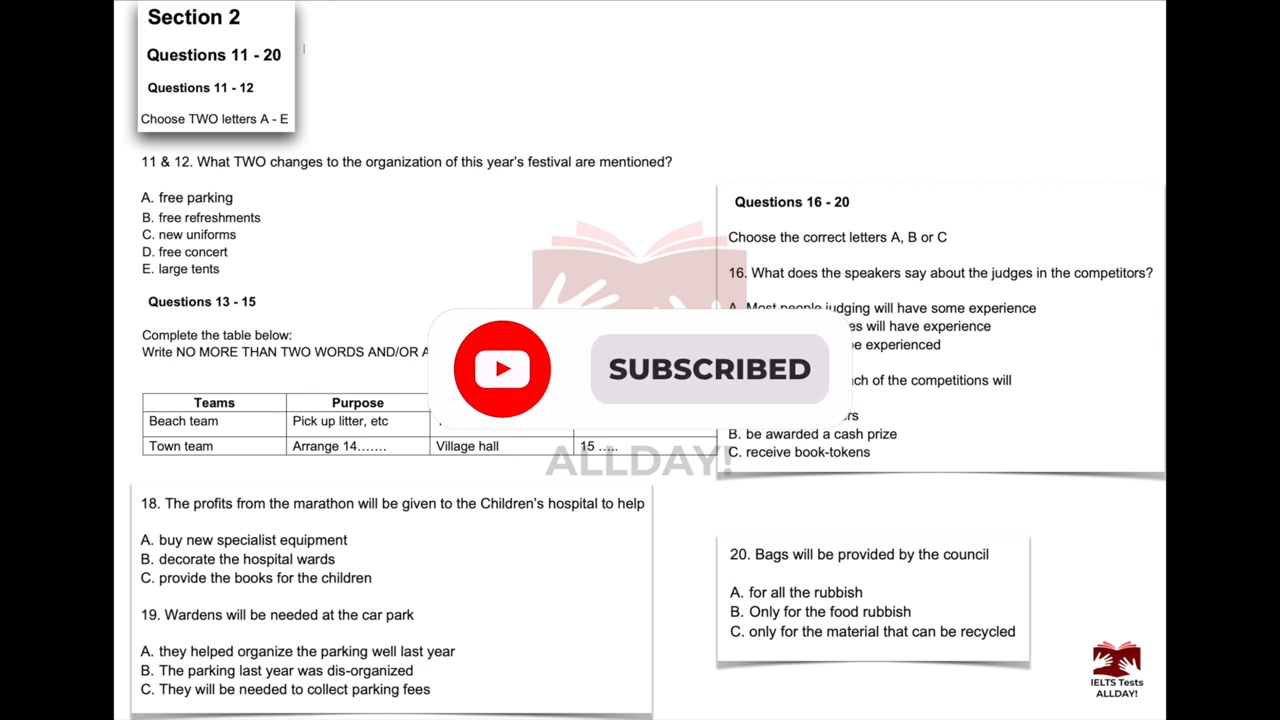 Section 2
Questions 11 - 20
Questions 11 - 12
Choose TWO letters A - E
11 & 12. What TWO changes to the organization of this year's festival are mentioned?
A. free parking
B. free refreshments
C. new uniforms
D. free concert
E. large tents
Questions 13 - 15
Complete the table below:
Write NO MORE THAN TWO WORDS AND/OR A
Teams Purpose
Beach team Pick up litter, etc
Town team Arrange 14....... Village hall 15 .....
SUBSCRIBED
ALLDAY!
Questions 16 - 20
Choose the correct letters A, B or C
16. What does the speakers say about the judges in the competitors?
A. Most people judging will have some experience
will have experience
experienced
of the competitions will
B. be awarded a cash prize
C. receive book-tokens
18. The profits from the marathon will be given to the Children's hospital to help
A. buy new specialist equipment
B. decorate the hospital wards
C. provide the books for the children
19. Wardens will be needed at the car park
A. they helped organize the parking well last year
B. The parking last year was dis-organized
C. They will be needed to collect parking fees
20. Bags will be provided by the council
A. for all the rubbish
B. Only for the food rubbish
C. only for the material that can be recycled
IELTS Tests
ALLDAY!